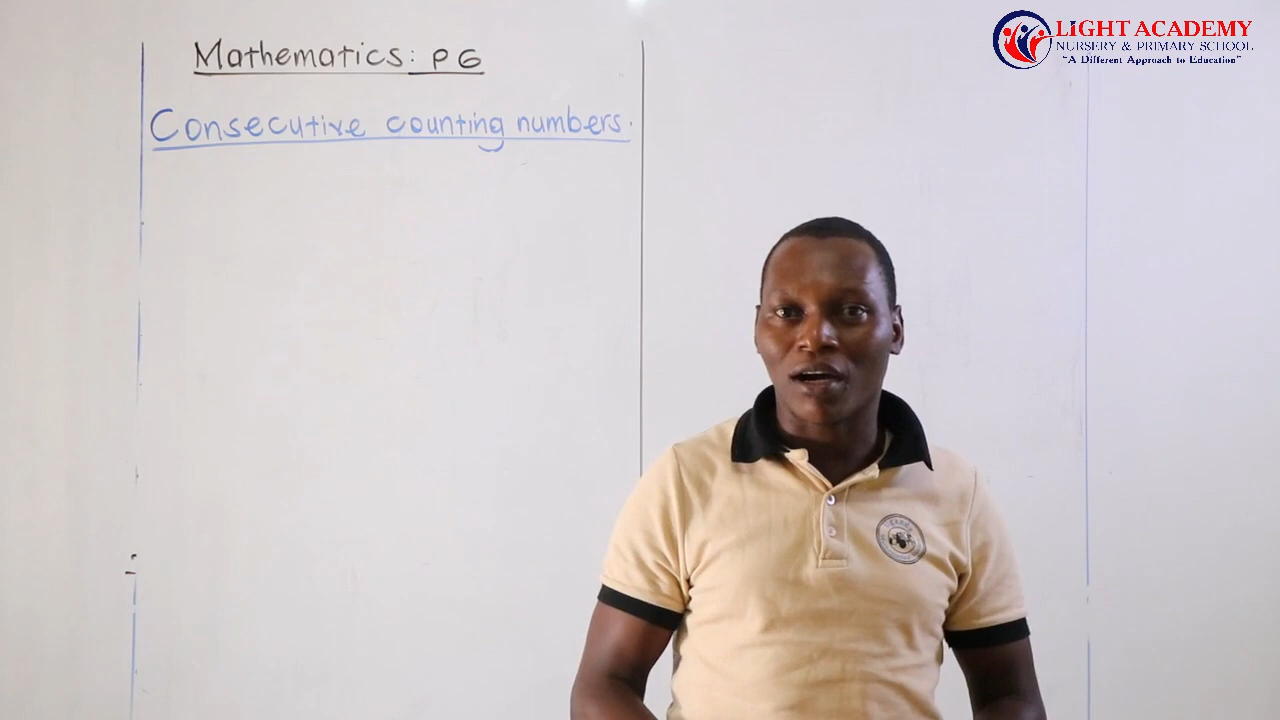 Mathematics: P6
Consecutive counting numbers.
LIGHT ACADEMY
NURSERY & PRIMARY SCHOOL
"A Different Approach to Education"